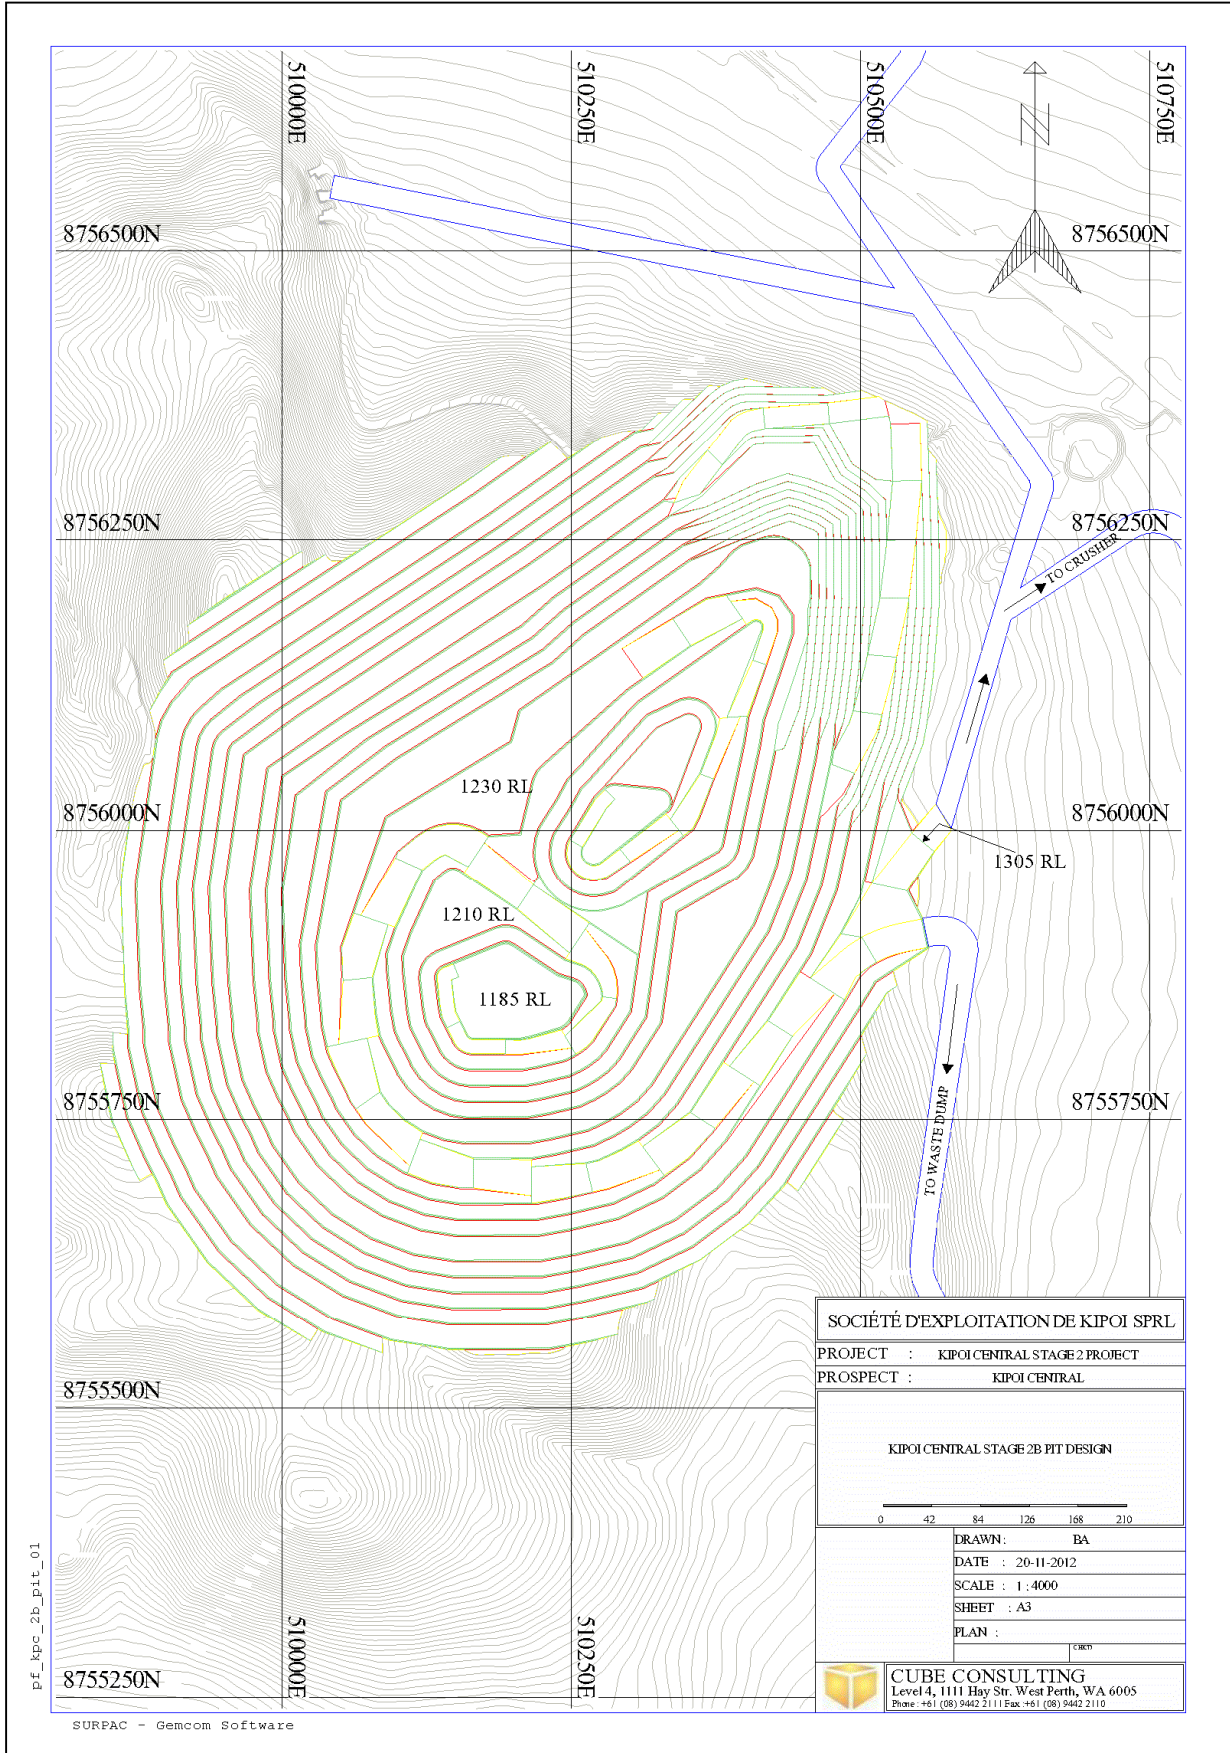 510000E
510250E
510500E
510750E
N
8756500N
8756500N
8756250N
8756250N
TO CRUSHER
1230 RL
8756000N
8756000N
1305 RL
1210 RL
1185 RL
8755750N
8755750N
TO WASTE DUMP
8755500N
SOCIÉTÉ D'EXPLOITATION DE KIPOI SPRL
PROJECT : KIPOI CENTRAL STAGE 2 PROJECT
PROSPECT : KIPOI CENTRAL
KIPOI CENTRAL STAGE 2B PIT DESIGN
0 42 84 126 168 210
DRAWN : BA
DATE : 20-11-2012
SCALE : 1 : 4000
SHEET : A3
PLAN :
510000E
510250E
8755250N
CUBE CONSULTING
Level 4, 1111 Hay Str. West Perth, WA 6005
Phone : +61 (08) 9442 2111 Fax : +61 (08) 9442 2110
pf_kpc_2b_pit_01
SURPAC - Gemcom Software